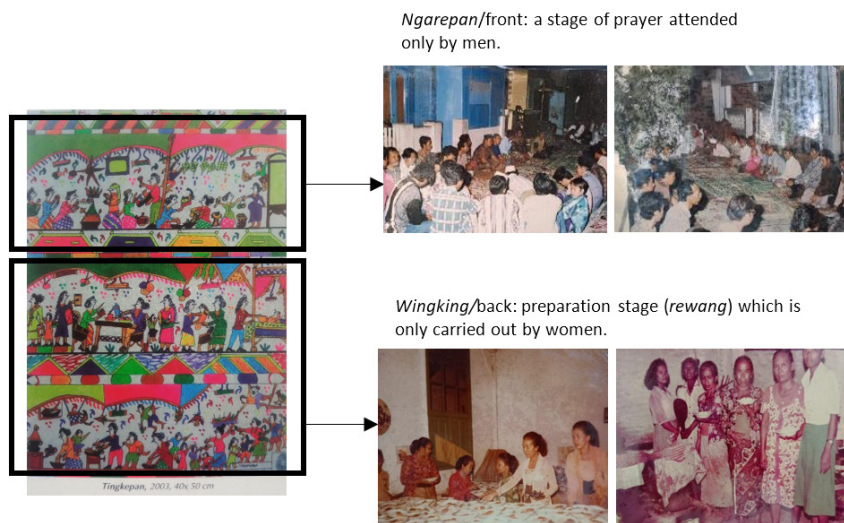 Ngarepan/front: a stage of prayer attended
only by men.
Wingking/back: preparation stage (rewang) which is
only carried out by women.
Tingkepan, 2003, 40x 50 cm